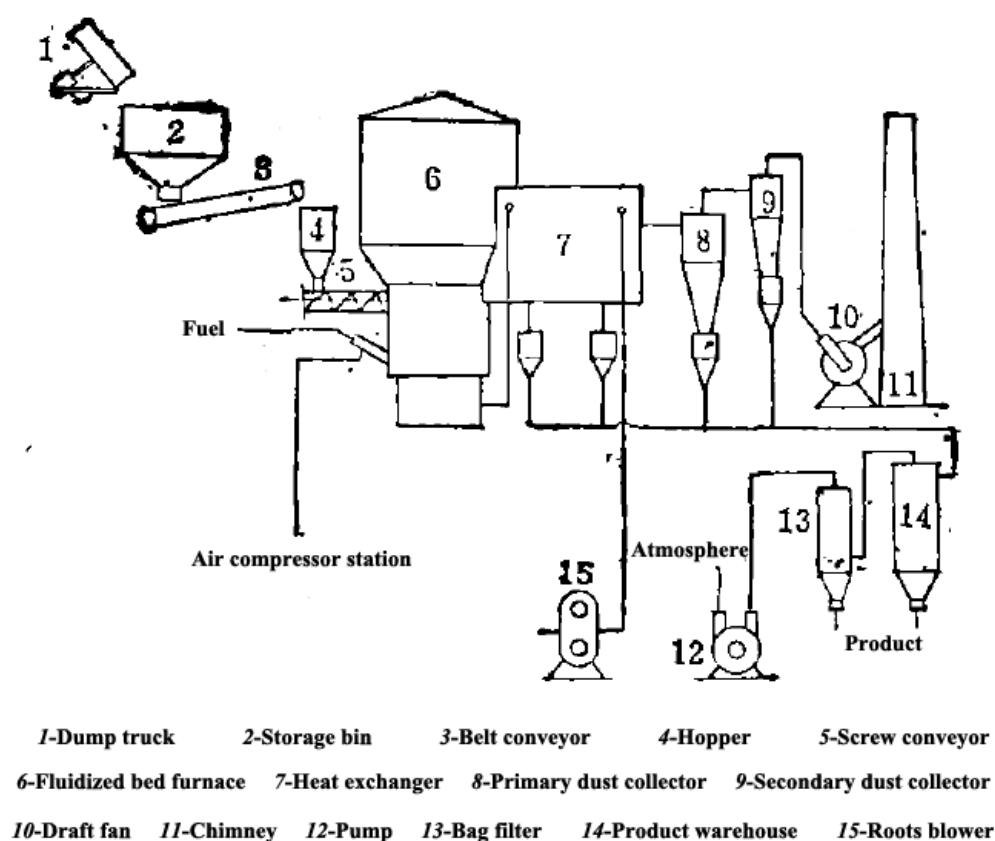 1
2
3
4
5
6
7
8
9
10
11
Fuel
Air compressor station
15
Atmosphere
12
13
14
Product
1-Dump truck 2-Storage bin 3-Belt conveyor 4-Hopper 5-Screw conveyor
6-Fluidized bed furnace 7-Heat exchanger 8-Primary dust collector 9-Secondary dust collector
10-Draft fan 11-Chimney 12-Pump 13-Bag filter 14-Product warehouse 15-Roots blower